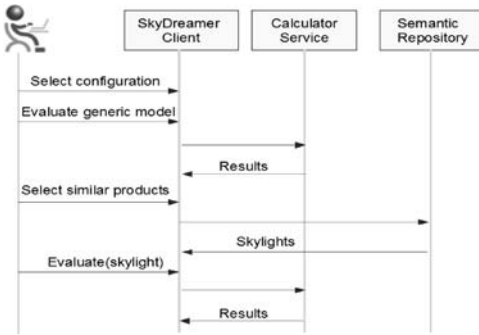 SkyDreamer
Client
Calculator
Service
Semantic
Repository
Select configuration
Evaluate generic model
Results
Select similar products
Skylights
Evaluate(skylight)
Results